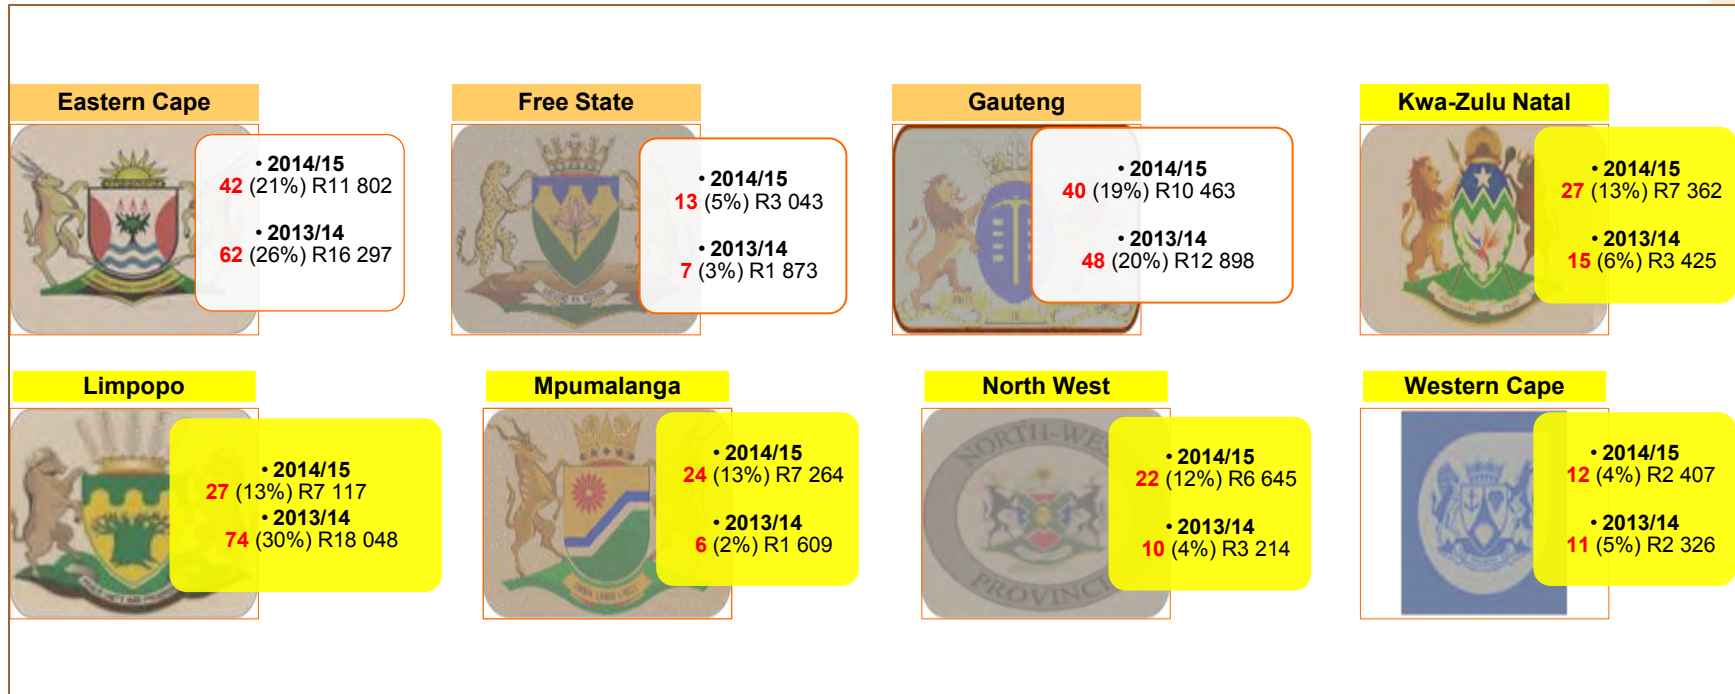 Eastern Cape
• 2014/15
42 (21%) R11 802
• 2013/14
62 (26%) R16 297
Free State
• 2014/15
13 (5%) R3 043
• 2013/14
7 (3%) R1 873
Gauteng
• 2014/15
40 (19%) R10 463
• 2013/14
48 (20%) R12 898
Kwa-Zulu Natal
• 2014/15
27 (13%) R7 362
• 2013/14
15 (6%) R3 425
Limpopo
• 2014/15
27 (13%) R7 117
• 2013/14
74 (30%) R18 048
Mpumalanga
• 2014/15
24 (13%) R7 264
• 2013/14
6 (2%) R1 609
North West
NORTH-WES
PROVINC
• 2014/15
22 (12%) R6 645
• 2013/14
10 (4%) R3 214
Western Cape
• 2014/15
12 (4%) R2 407
• 2013/14
11 (5%) R2 326